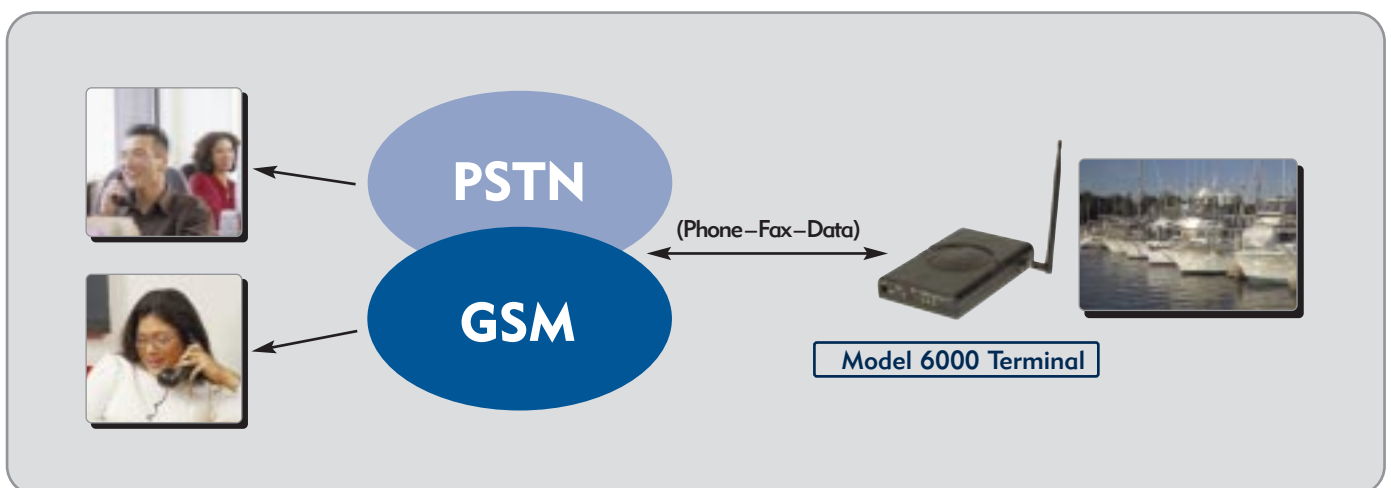 PSTN
GSM
(Phone–Fax–Data)
Model 6000 Terminal